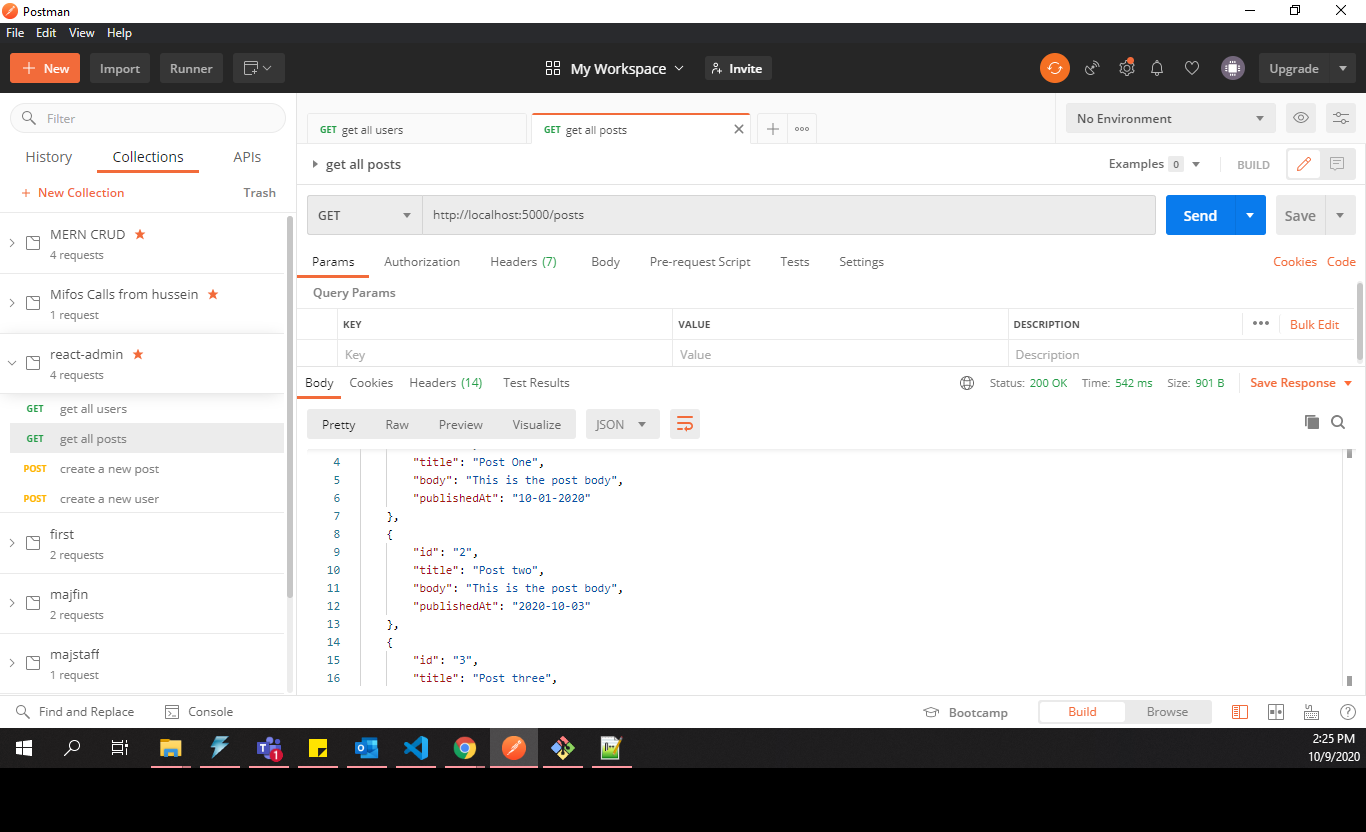 Postman
File Edit View Help
New Import Runner My Workspace Invite Upgrade
Filter
History Collections APIs
New Collection Trash
MERN CRUD
4 requests
Mifos Calls from hussein
1 request
react-admin
4 requests
GET get all users
GET get all posts
POST create a new post
POST create a new user
first
2 requests
majfin
2 requests
majstaff
1 request
GET get all users GET get all posts No Environment
get all posts Examples 0 BUILD
GET http://localhost:5000/posts Send Save
Params Authorization Headers (7) Body Pre-request Script Tests Settings Cookies Code
Query Params
KEY VALUE DESCRIPTION Bulk Edit
Key Value Description
Body Cookies Headers (14) Test Results Status: 200 OK Time: 542 ms Size: 901 B Save Response
Pretty Raw Preview Visualize JSON
4 "title": "Post One",
5 "body": "This is the post body",
6 "publishedAt": "10-01-2020"
7 },
8 {
9 "id": "2",
10 "title": "Post two",
11 "body": "This is the post body",
12 "publishedAt": "2020-10-03"
13 },
14 {
15 "id": "3",
16 "title": "Post three",
Find and Replace Console Bootcamp Build Browse
1
2:25 PM
10/9/2020